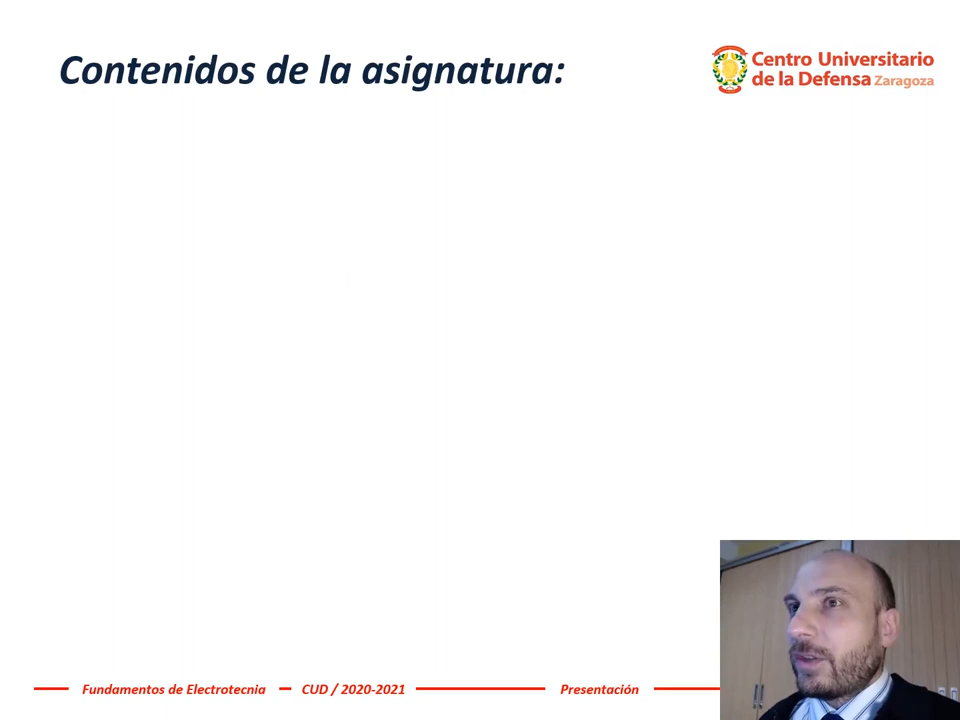 Contenidos de la asignatura:
Centro Universitario
de la Defensa Zaragoza
Fundamentos de Electrotecnia
CUD / 2020-2021
Presentación